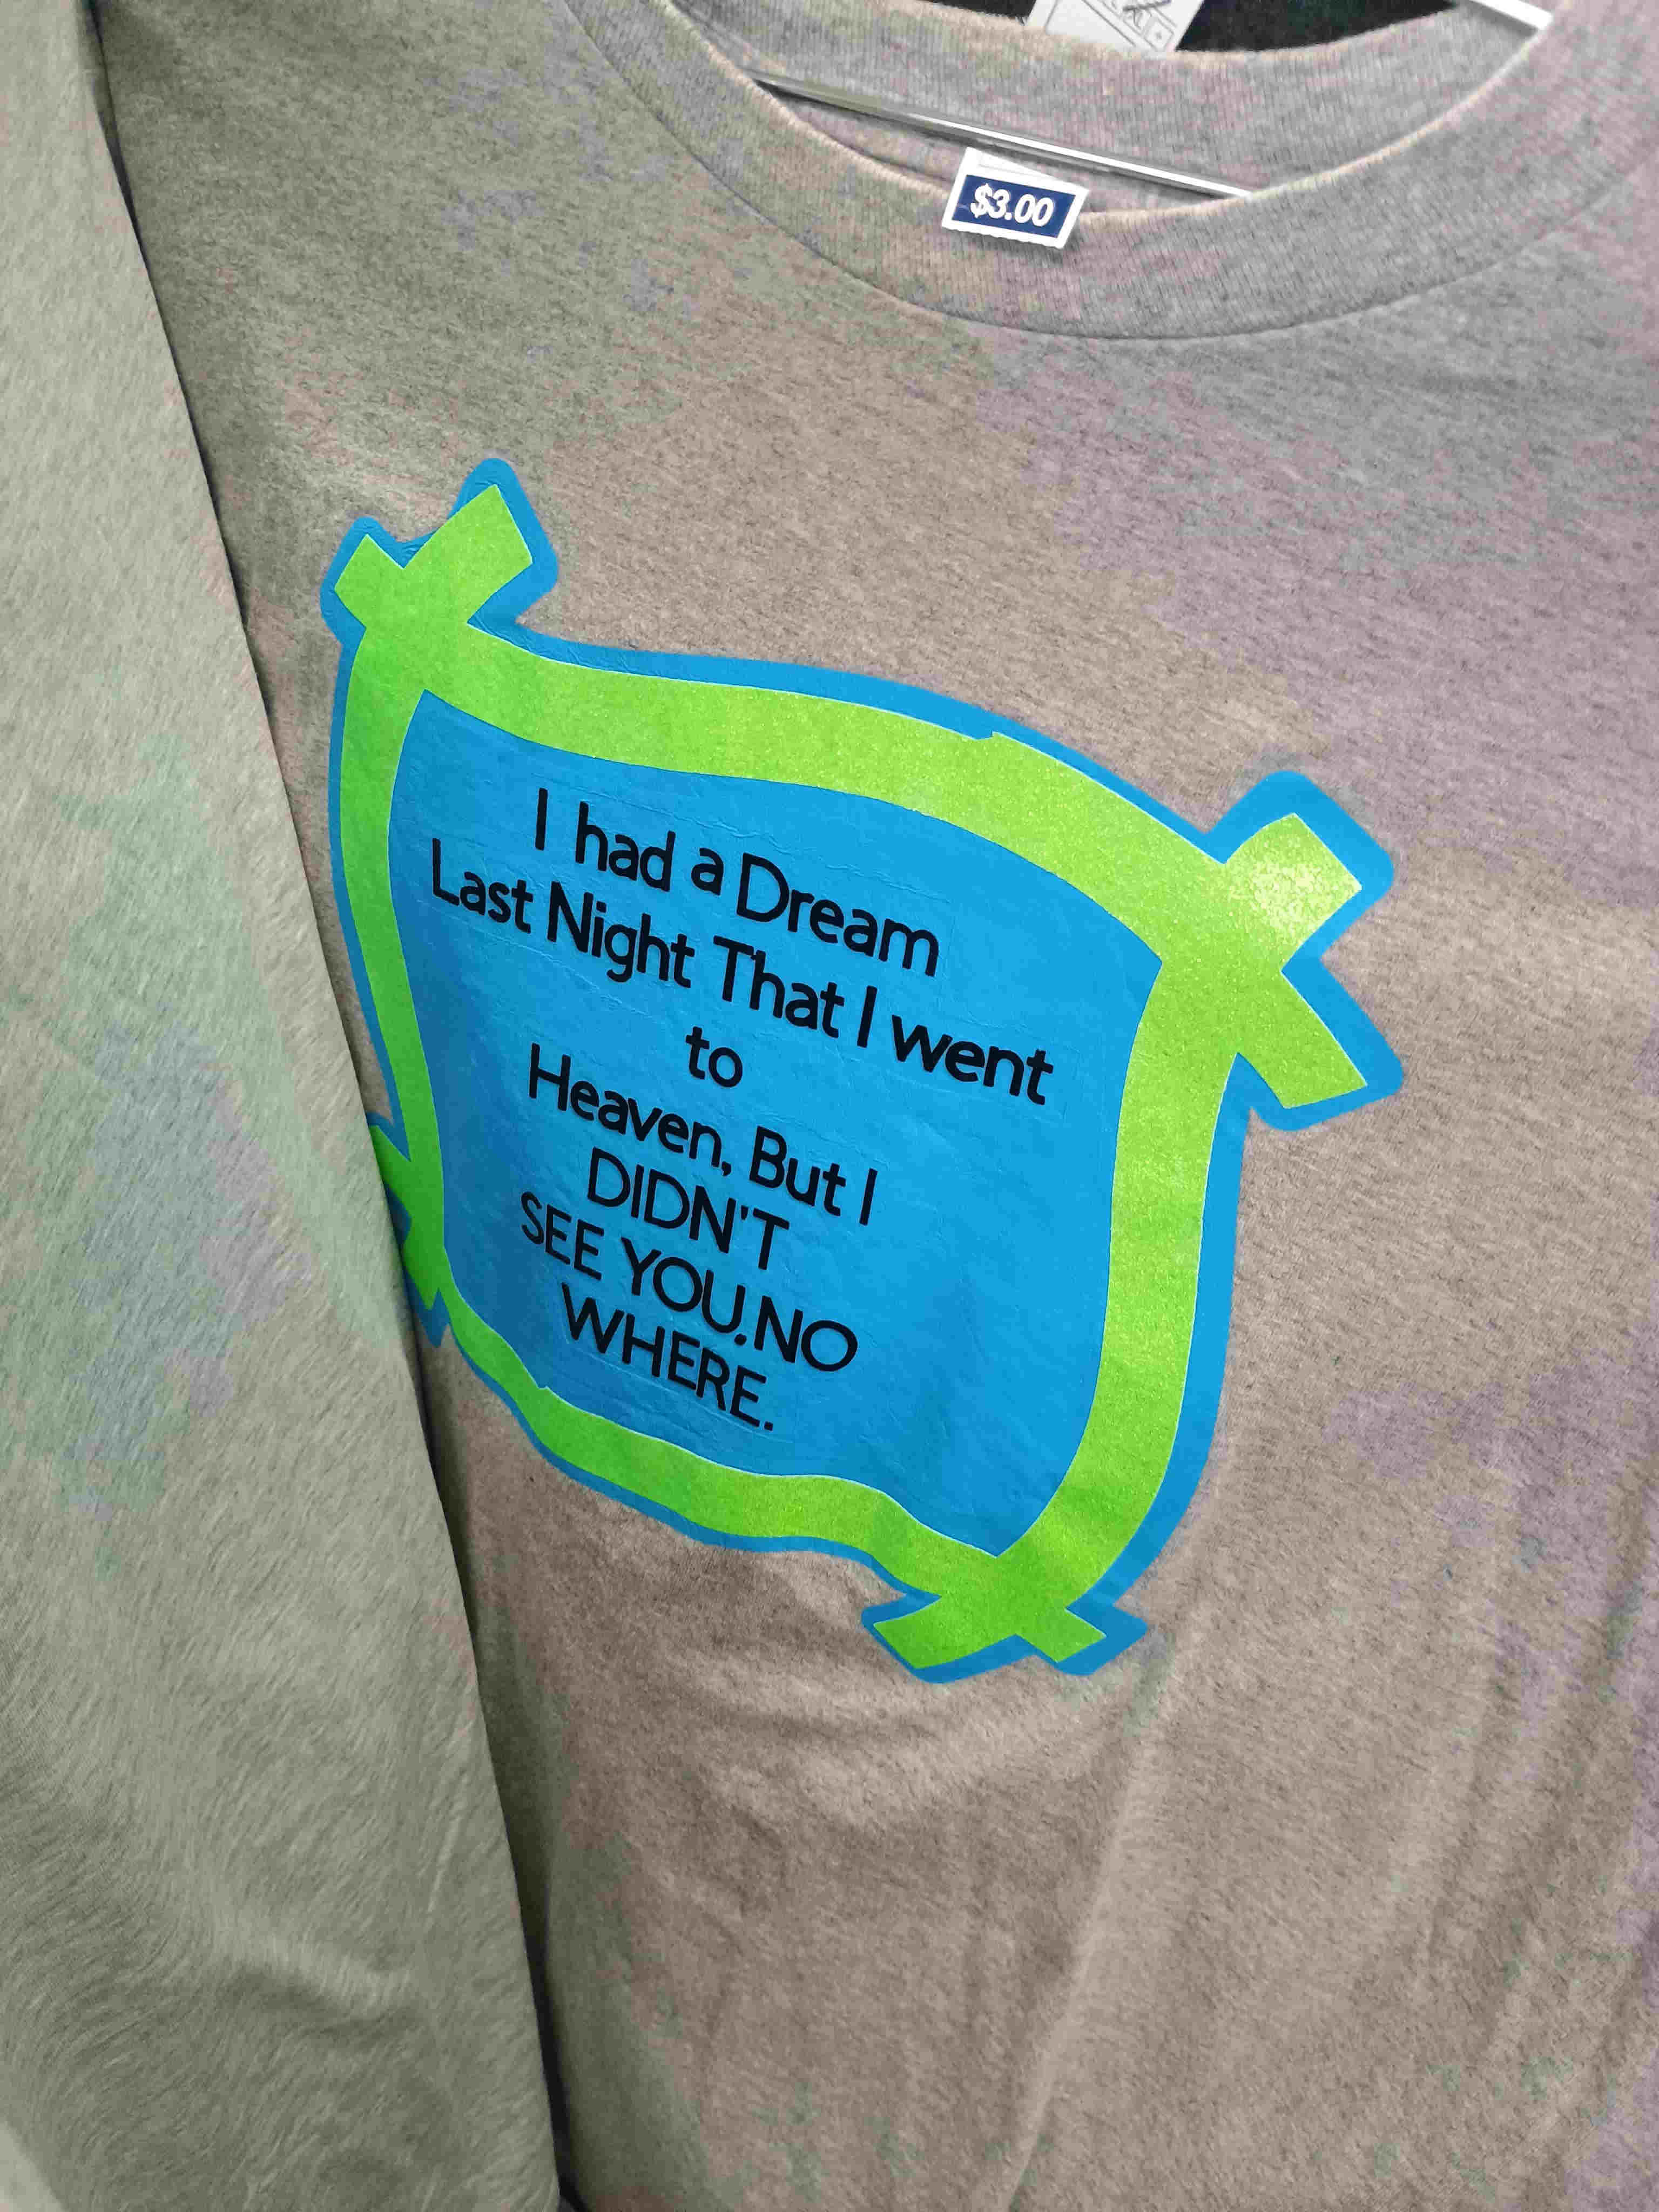 $3.00
I had a Dream
Last Night That I went
to
Heaven, But I
DIDN'T
SEE YOU.NO
WHERE.